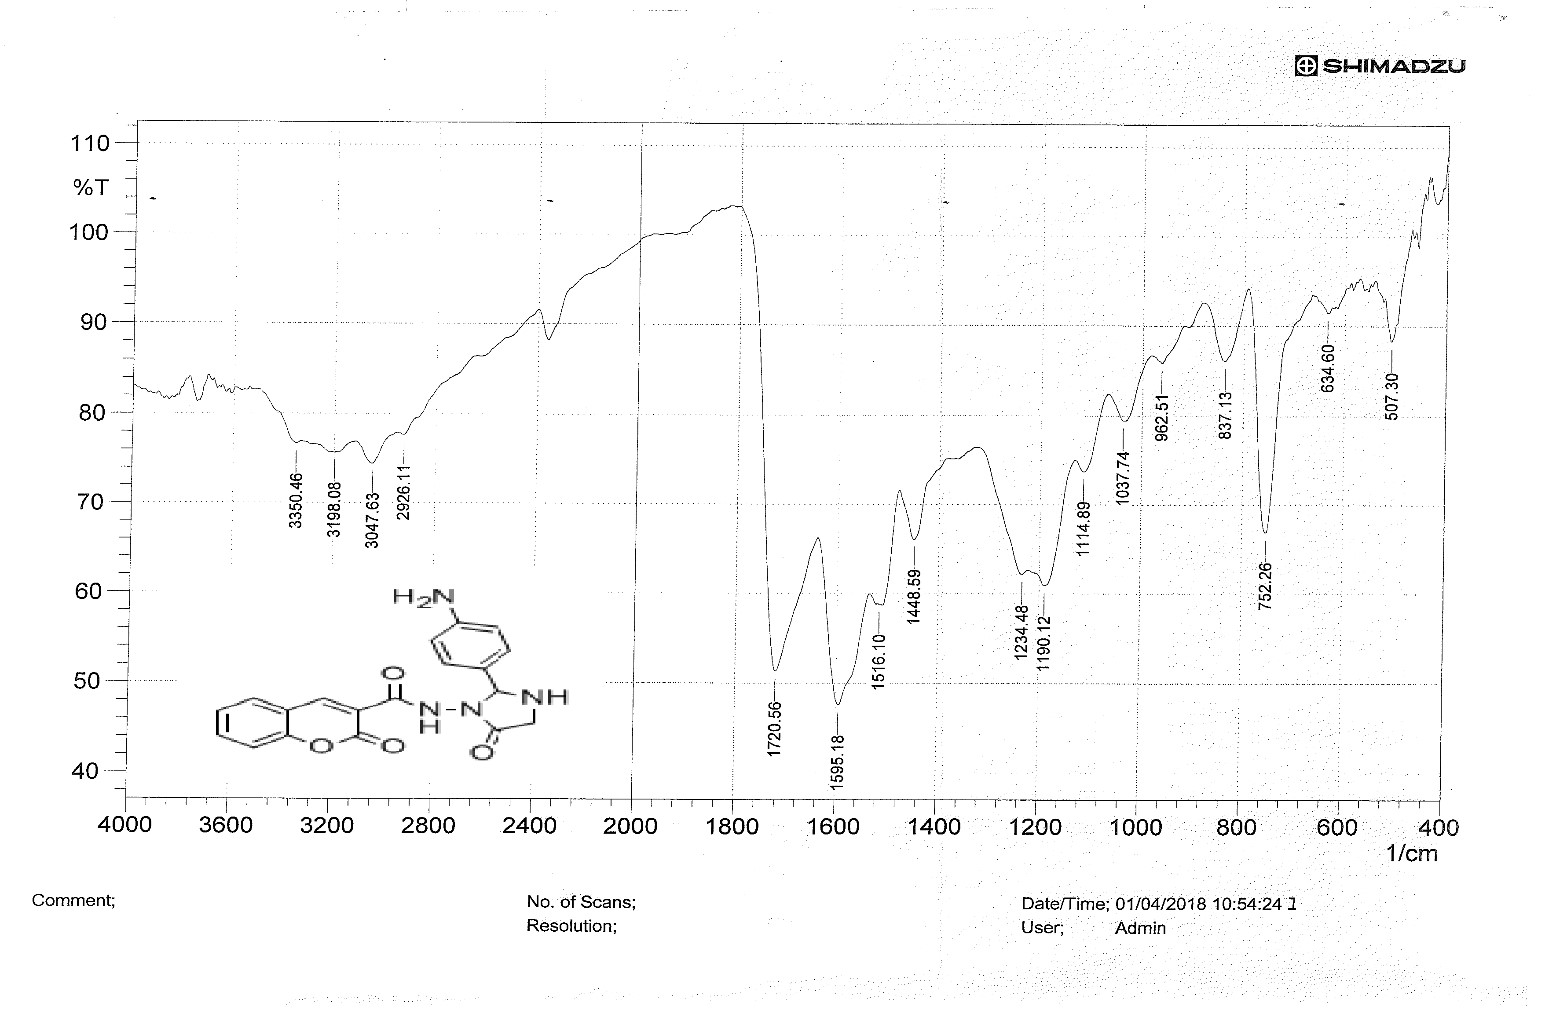 SHIMADZU
110
%T
100
90
80
70
60
50
40
3350.46
3198.08
3047.63
2926.11
1720.56
1595.18
1516.10
1448.59
1234.48
1190.12
1114.89
1037.74
962.51
837.13
752.26
634.60
507.30
H2N
O
N
H
N
NH
O
O
O
4000 3600 3200 2800 2400 2000 1800 1600 1400 1200 1000 800 600 400
1/cm
Comment;
No. of Scans;
Resolution;
Date/Time; 01/04/2018 10:54:24
User; Admin